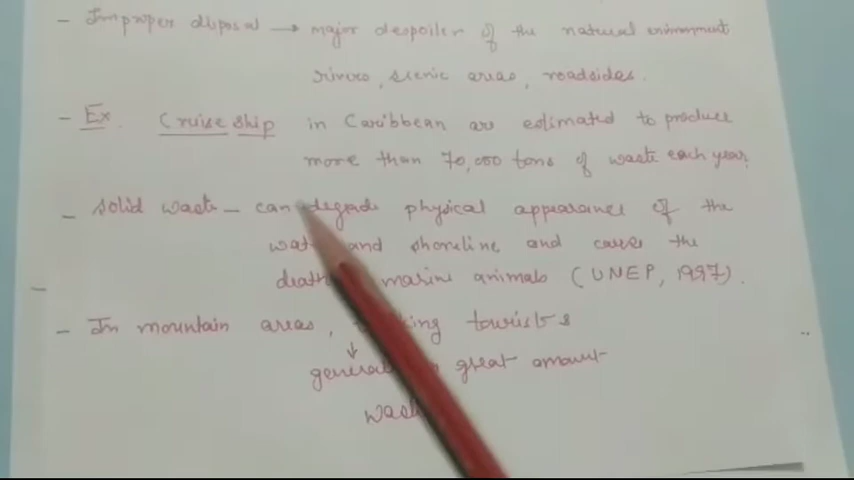 - Improper disposal → major despoiler of the natural environment
rivers, scenic areas, roadsides.
- Ex. Cruise ship in Caribbean are estimated to produce
more than 70,000 tons of waste each year
- Solid waste - can degrade physical appearance of the
and shoreline and cause the
death marine animals (UNEP, 1997).
- In mountain areas, tourists
↓
great amount